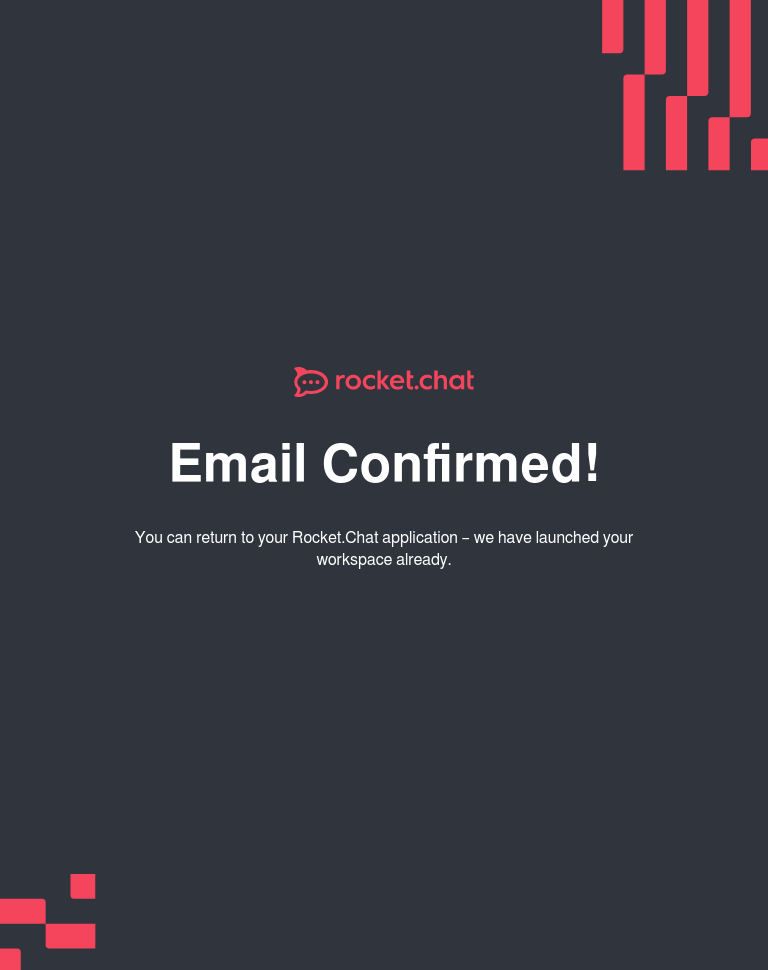 rocket.chat
Email Confirmed!
You can return to your Rocket.Chat application – we have launched your
workspace already.